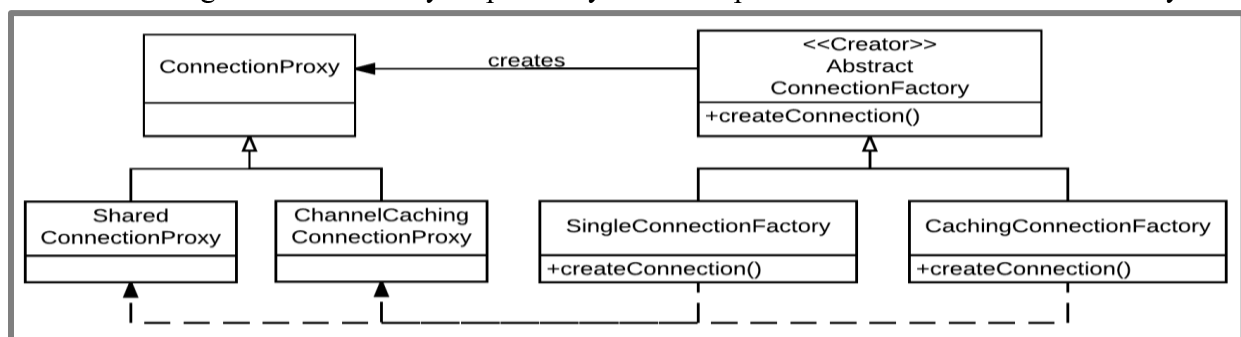 ConnectionProxy
creates
<<Creator>>
Abstract
ConnectionFactory
+createConnection()
Shared
ConnectionProxy
ChannelCaching
ConnectionProxy
SingleConnectionFactory
+createConnection()
CachingConnectionFactory
+createConnection()